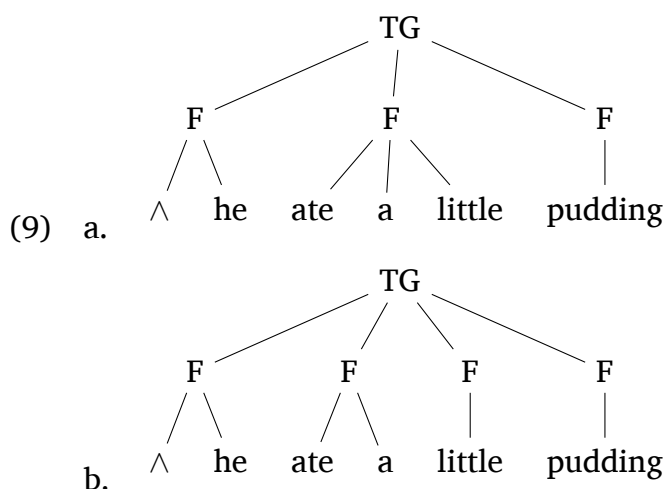 TG
F F F
(9) a. ∧ he ate a little pudding
TG
F F F F
b. ∧ he ate a little pudding